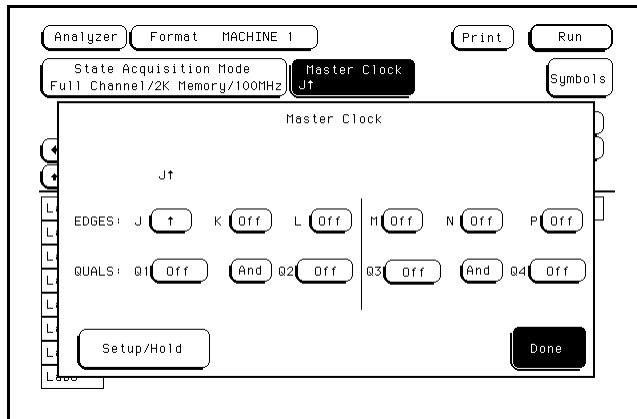 Analyzer Format MACHINE 1 Print Run
State Acquisition Mode
Full Channel/2K Memory/100MHz
Master Clock
J↑
Symbols
Master Clock
J↑
EDGES: J ↑ K Off L Off M Off N Off P Off
QUALS: Q1 Off And Q2 Off Q3 Off And Q4 Off
Setup/Hold Done